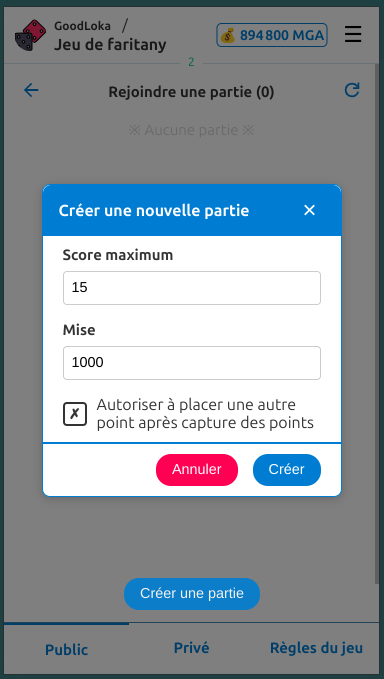 GoodLoka /
Jeu de faritany
💰 894 800 MGA
2
Rejoindre une partie (0)
※ Aucune partie ※
Créer une nouvelle partie
Score maximum
15
Mise
1000
Autoriser à placer une autre
point après capture des points
Annuler
Créer
Créer une partie
Public
Privé
Règles du jeu